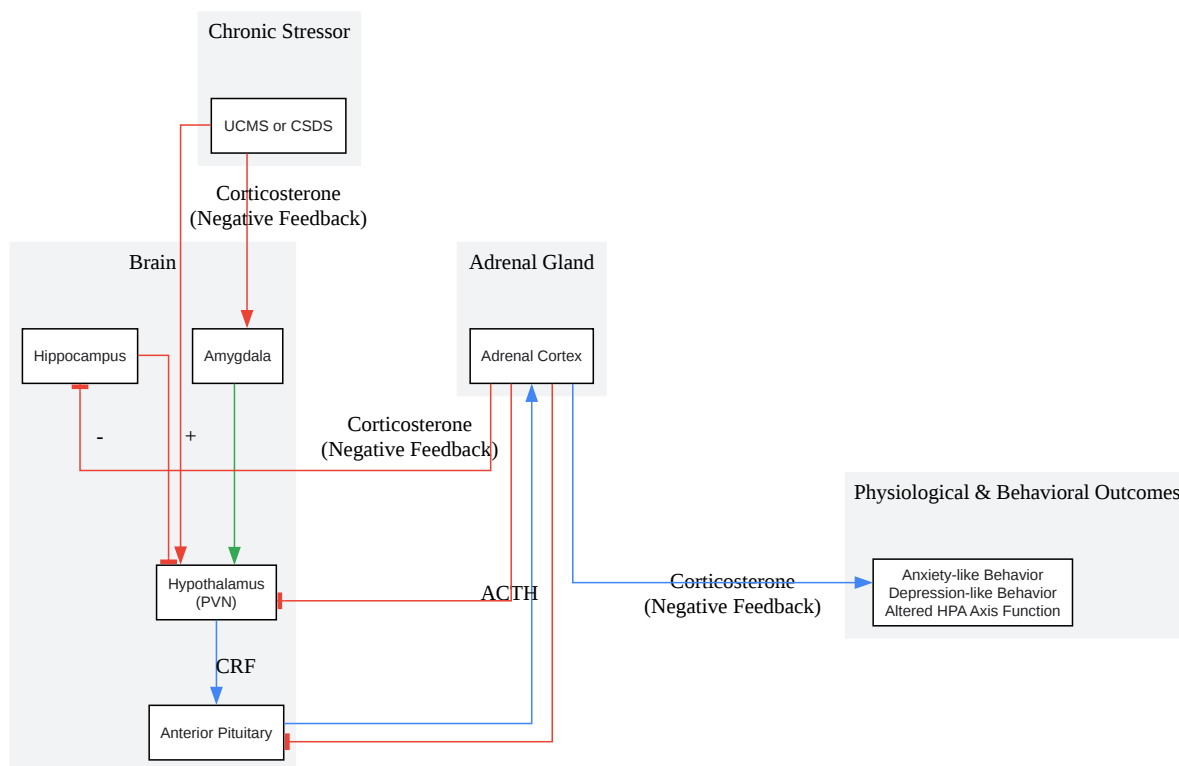 Chronic Stressor
UCMS or CSDS
Corticosterone
(Negative Feedback)
Brain
Adrenal Gland
Hippocampus
Amygdala
Adrenal Cortex
-
+
Corticosterone
(Negative Feedback)
Physiological & Behavioral Outcomes
Hypothalamus
(PVN)
ACTH
Corticosterone
(Negative Feedback)
Anxiety-like Behavior
Depression-like Behavior
Altered HPA Axis Function
CRF
Anterior Pituitary